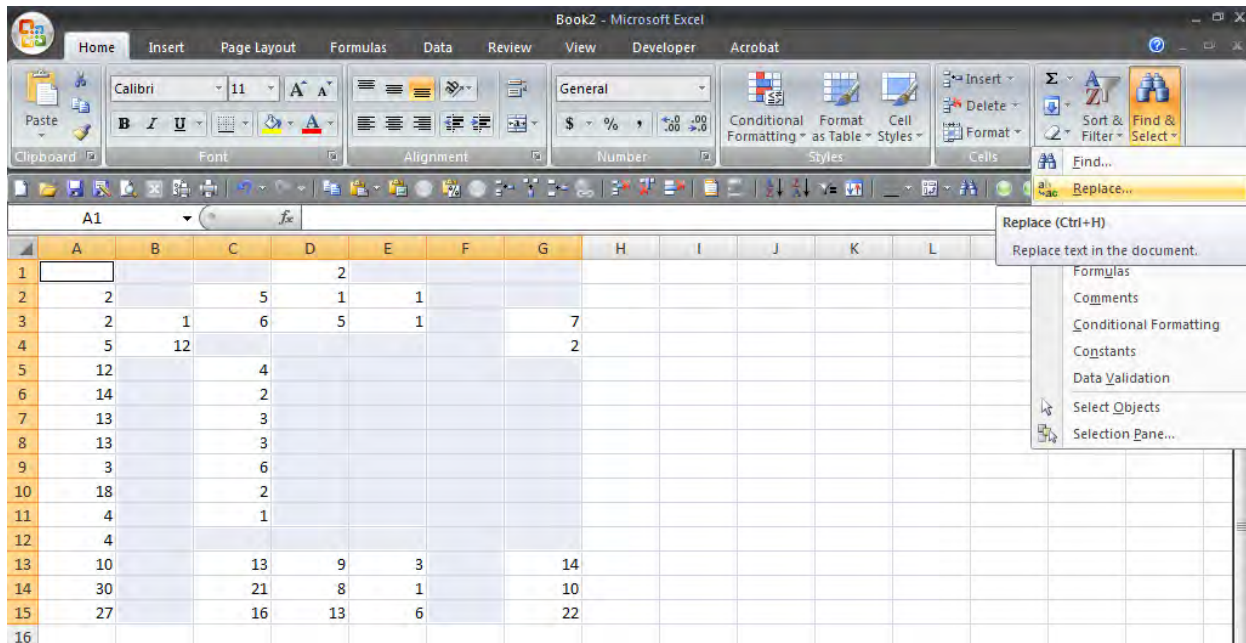 Book2 - Microsoft Excel
Home Insert Page Layout Formulas Data Review View Developer Acrobat
Calibri 11 A A General Insert Σ
Paste B I U A $ % , .00 .00 Conditional Formatting Format as Table Cell Styles Delete Format Sort & Filter Find & Select
Clipboard Font Alignment Number Styles Cells
Find...
Replace...
A1 fx
Replace (Ctrl+H)
Replace text in the document.
Formulas
Comments
Conditional Formatting
Constants
Data Validation
Select Objects
Selection Pane...
A B C D E F G H I J K L
1 2
2 2 5 1 1
3 2 1 6 5 1 7
4 5 12 2
5 12 4
6 14 2
7 13 3
8 13 3
9 3 6
10 18 2
11 4 1
12 4
13 10 13 9 3 14
14 30 21 8 1 10
15 27 16 13 6 22
16